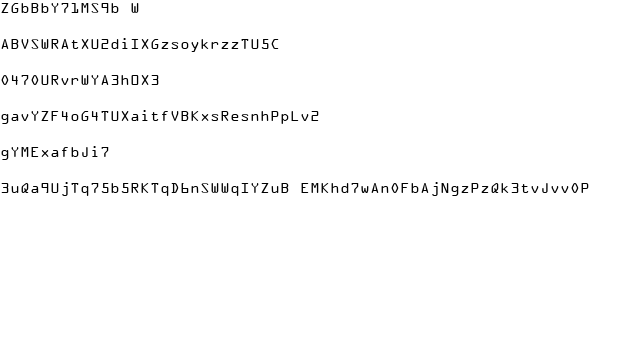 ZGbBbY71MS9b W
ABVSWRAtXU2diIXGzsoykrzzTU5C
0470URvrWYA3hOX3
gavYZF4oG4TUXaitfVBKxsResnhPpLv2
gYMExafbJi7
3uQa9UjTq75b5RKTqD6nSWWqIYZuB EMKhd7wAn0FbAjNgzPzQk3tvJvv0P